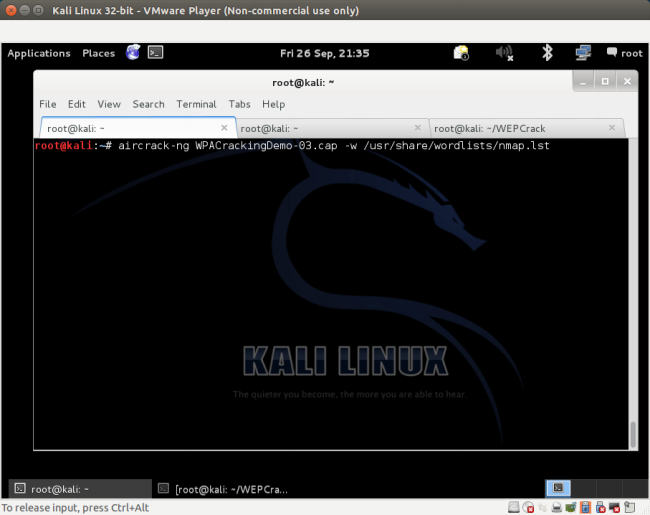 Kali Linux 32-bit - VMware Player (Non-commercial use only)
Applications Places Fri 26 Sep, 21:35 root
root@kali: ~
File Edit View Search Terminal Tabs Help
root@kali: ~ root@kali: ~ root@kali: ~/WEPCrack
root@kali:~# aircrack-ng WPACrackingDemo-03.cap -w /usr/share/wordlists/nmap.lst
KALI LINUX
The quieter you become, the more you are able to hear.
root@kali: ~ [root@kali: ~/WEPCra...
To release input, press Ctrl+Alt